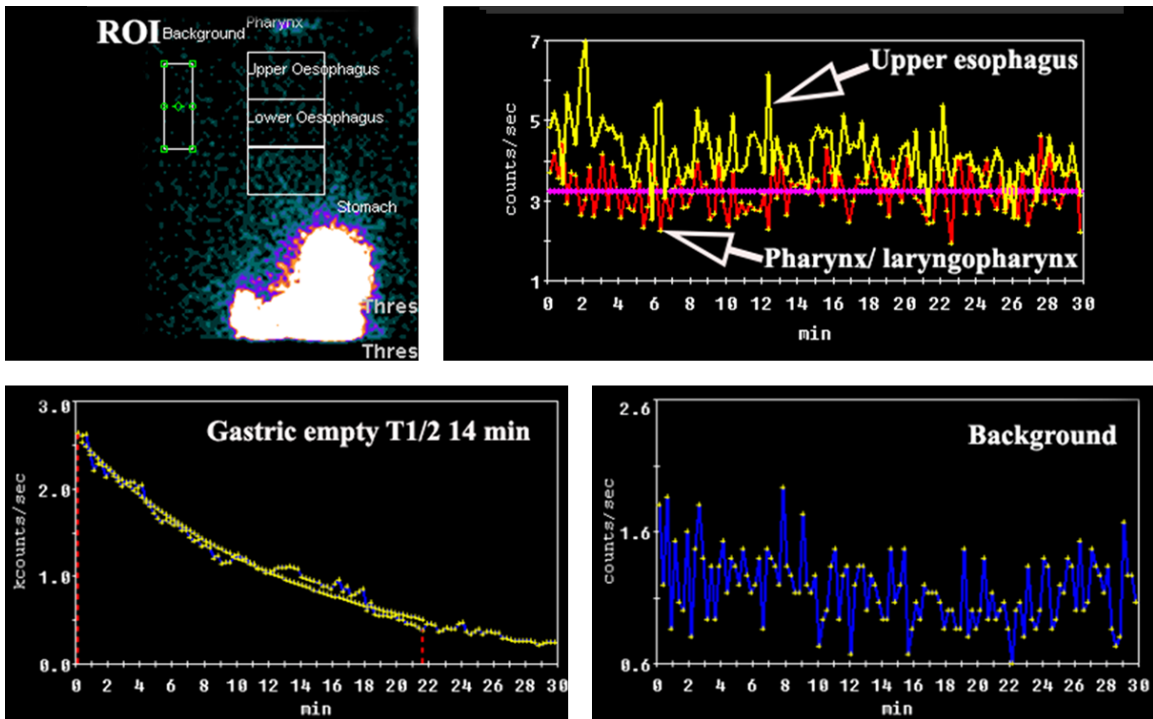 ROI
Background
Pharynx
Upper Oesophagus
Lower Oesophagus
Stomach
Thres
Thres
7
5
3
1
counts/sec
Upper esophagus
Pharynx/ laryngopharynx
0 2 4 6 8 10 12 14 16 18 20 22 24 26 28 30
min
3.0
2.0
1.0
0.0
kcounts/sec
Gastric empty T1/2 14 min
0 2 4 6 8 10 12 14 16 18 20 22 24 26 28 30
min
2.6
1.6
0.6
counts/sec
Background
0 2 4 6 8 10 12 14 16 18 20 22 24 26 28 30
min